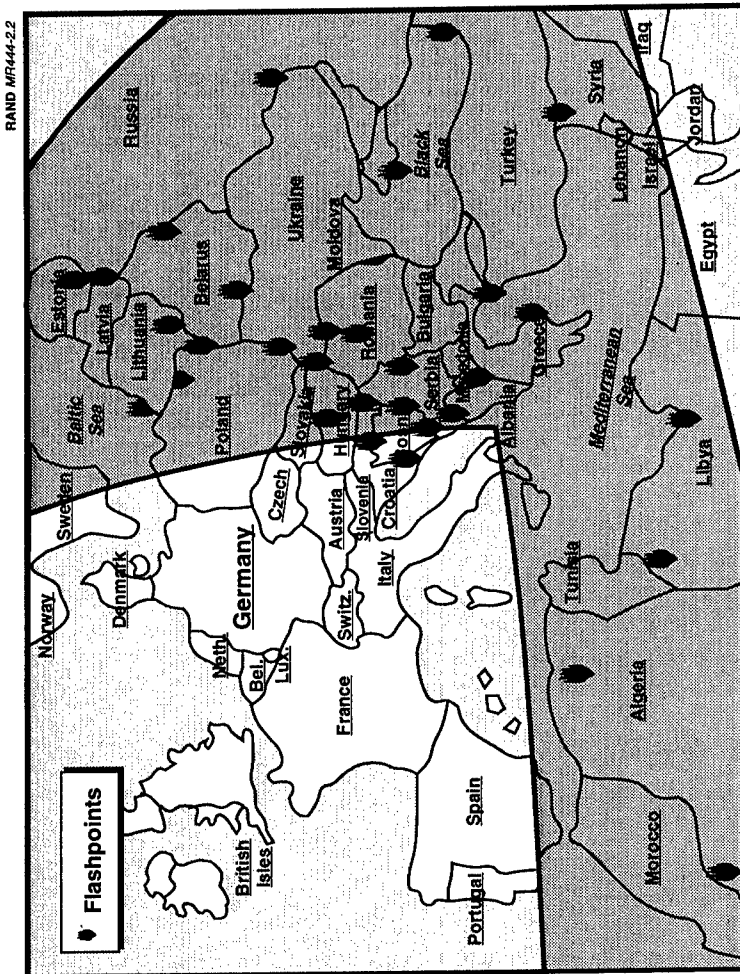 RAND MR444-2.2
Flashpoints
Norway
Sweden
Baltic
Sea
Estonia
Latvia
Lithuania
Russia
Belarus
Denmark
British
Isles
Neth.
Bel.
Lux.
Germany
Poland
Czech
Slovakia
Ukraine
Moldova
France
Switz.
Austria
Hungary
Slovenia
Croatia
Romania
Italy
Serbia
Bulgaria
Black
Sea
Macedonia
Albania
Greece
Turkey
Portugal
Spain
Mediterranean
Sea
Syria
Lebanon
Israel
Iraq
Jordan
Egypt
Morocco
Algeria
Tunisia
Libya